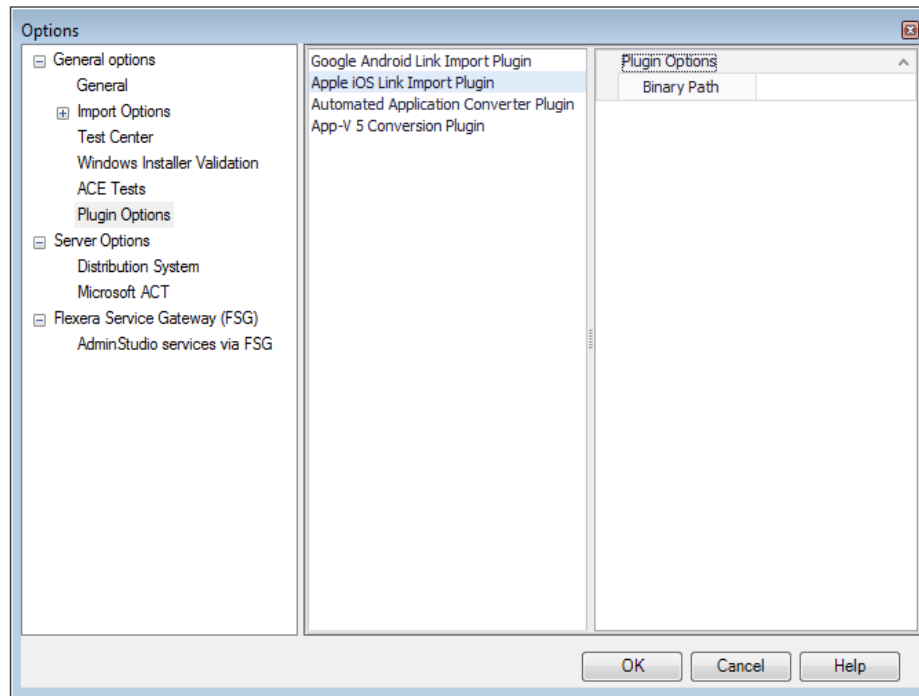 Options
General options
General
Import Options
Test Center
Windows Installer Validation
ACE Tests
Plugin Options
Server Options
Distribution System
Microsoft ACT
Flexera Service Gateway (FSG)
AdminStudio services via FSG
Google Android Link Import Plugin
Apple iOS Link Import Plugin
Automated Application Converter Plugin
App-V 5 Conversion Plugin
Plugin Options
Binary Path
OK
Cancel
Help